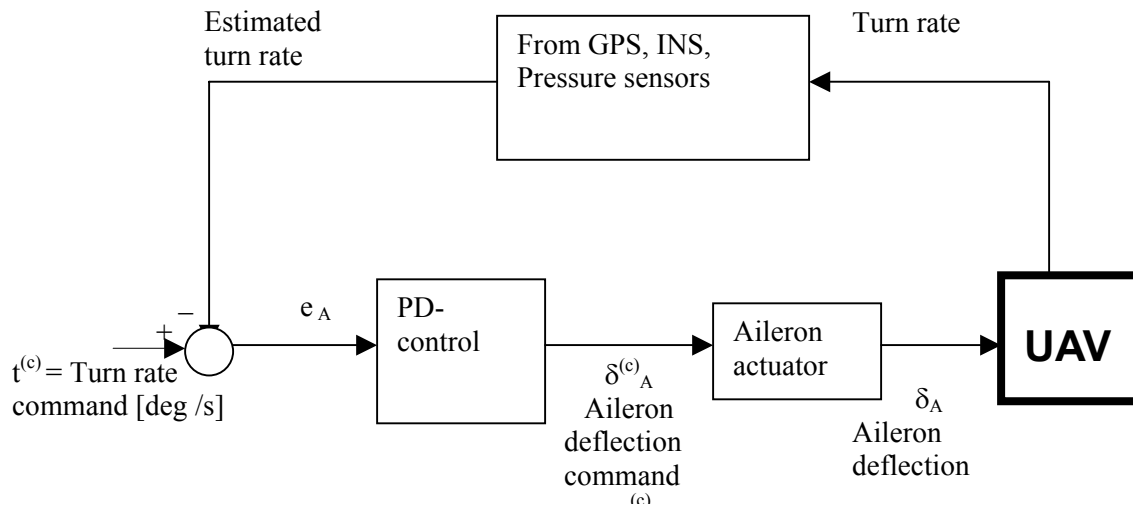 Estimated
turn rate
From GPS, INS,
Pressure sensors
Turn rate
−
+
e A
PD-
control
Aileron
actuator
UAV
t(c) = Turn rate
command [deg /s]
δ(c)A
Aileron
deflection
command
(c)
δA
Aileron
deflection